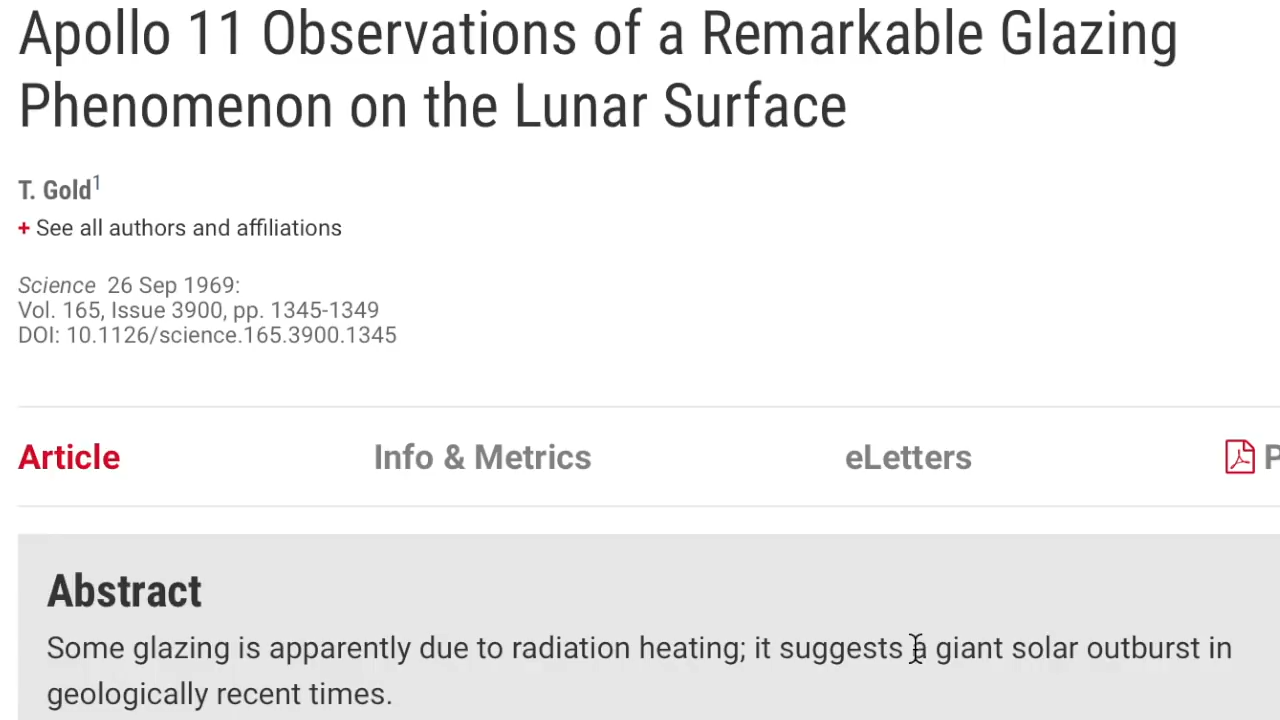 Apollo 11 Observations of a Remarkable Glazing
Phenomenon on the Lunar Surface
T. Gold1
+ See all authors and affiliations
Science 26 Sep 1969:
Vol. 165, Issue 3900, pp. 1345-1349
DOI: 10.1126/science.165.3900.1345
Article Info & Metrics eLetters P
Abstract
Some glazing is apparently due to radiation heating; it suggests a giant solar outburst in
geologically recent times.